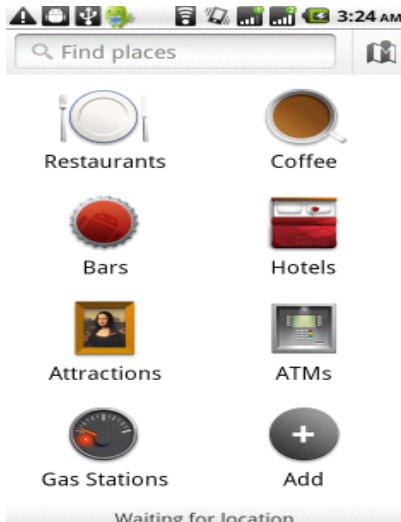 3:24 AM
Find places
Restaurants
Coffee
Bars
Hotels
Attractions
ATMs
Gas Stations
Add
Waiting for location